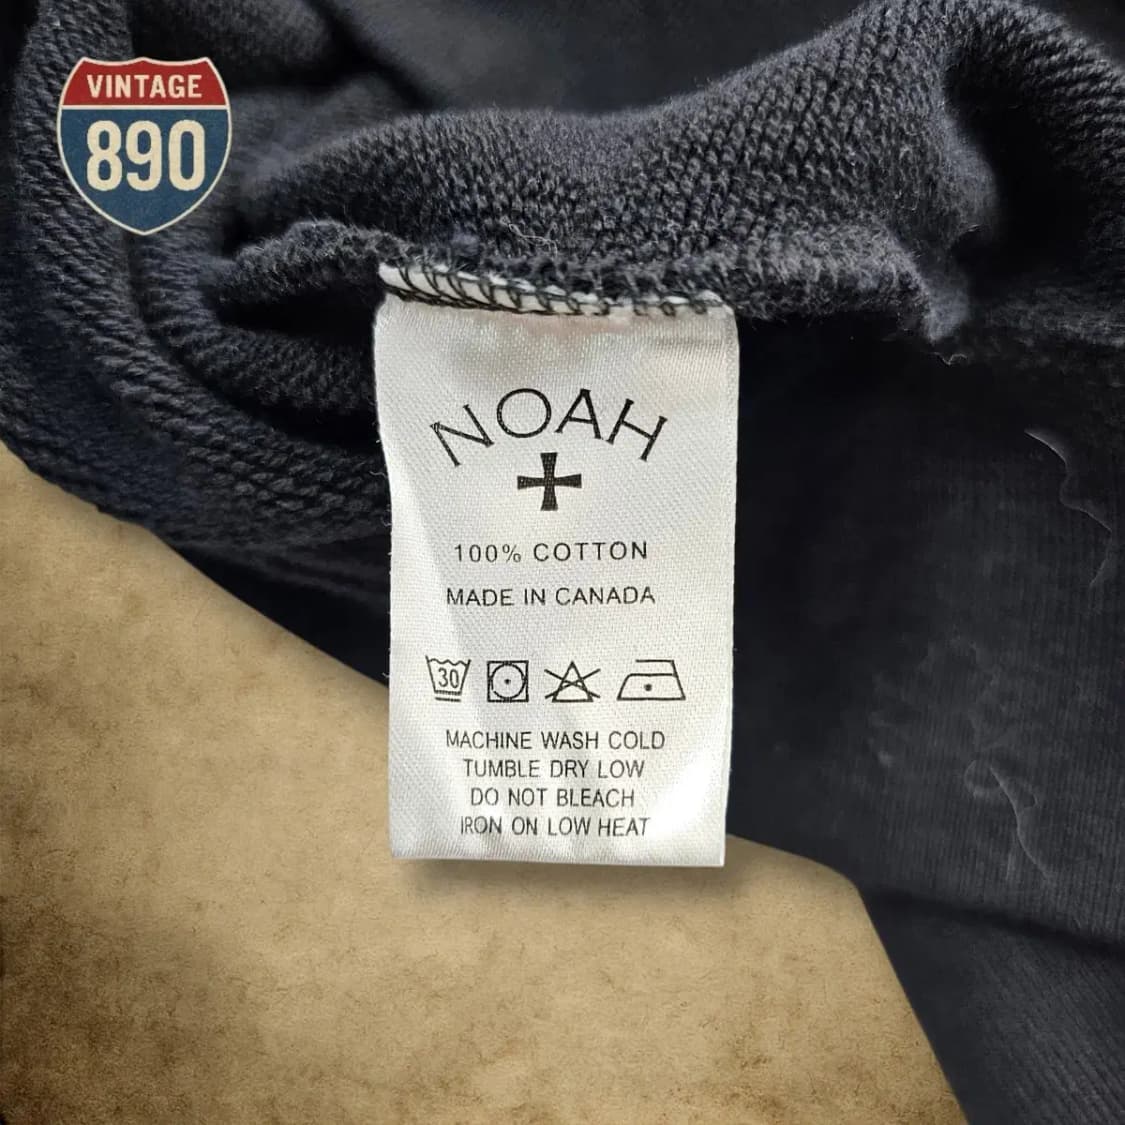 VINTAGE
890
NOAH
100% COTTON
MADE IN CANADA
30
MACHINE WASH COLD
TUMBLE DRY LOW
DO NOT BLEACH
IRON ON LOW HEAT